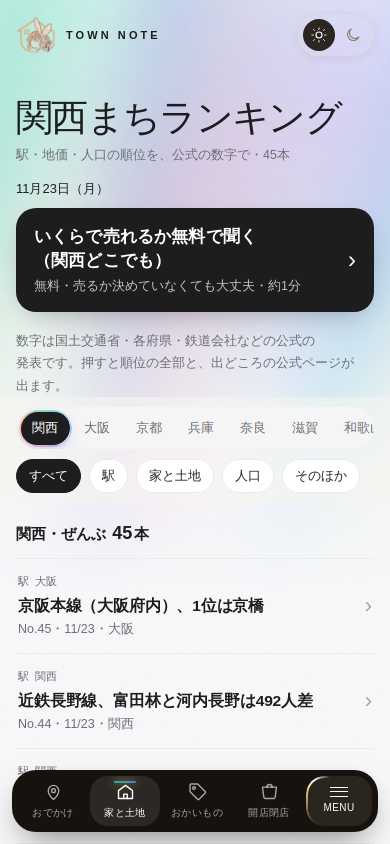 TOWN NOTE
関西まちランキング
駅・地価・人口の順位を、公式の数字で・45本
11月23日（月）
いくらで売れるか無料で聞く
（関西どこでも）
無料・売るか決めていなくても大丈夫・約1分
数字は国土交通省・各府県・鉄道会社などの公式の
発表です。押すと順位の全部と、出どころの公式ページが
出ます。
関西 大阪 京都 兵庫 奈良 滋賀 和歌
すべて 駅 家と土地 人口 そのほか
関西・ぜんぶ 45本
駅 大阪
京阪本線（大阪府内）、1位は京橋
No.45・11/23・大阪
駅 関西
近鉄長野線、富田林と河内長野は492人差
No.44・11/23・関西
おでかけ 家と土地 おかいもの 開店閉店 MENU